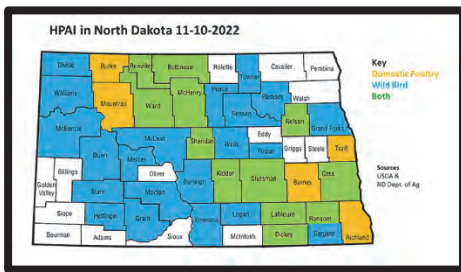 HPAI in North Dakota 11-10-2022
Divide
Burke
Renville
Bottineau
Rolette
Towner
Cavalier
Pembina
Williams
Mountrail
Ward
McHenry
Pierce
Ramsey
Walsh
McKenzie
Benson
Nelson
Grand Forks
McLean
Sheridan
Wells
Eddy
Foster
Griggs
Steele
Traill
Dunn
Mercer
Oliver
Billings
Golden
Valley
Stark
Morton
Burleigh
Kidder
Stutsman
Barnes
Cass
Slope
Hettinger
Grant
Emmons
Logan
LaMoure
Ransom
Richland
Bowman
Adams
Sioux
McIntosh
Dickey
Sargent
Key
Domestic Poultry
Wild Bird
Both
Sources
USDA &
ND Dept. of Ag